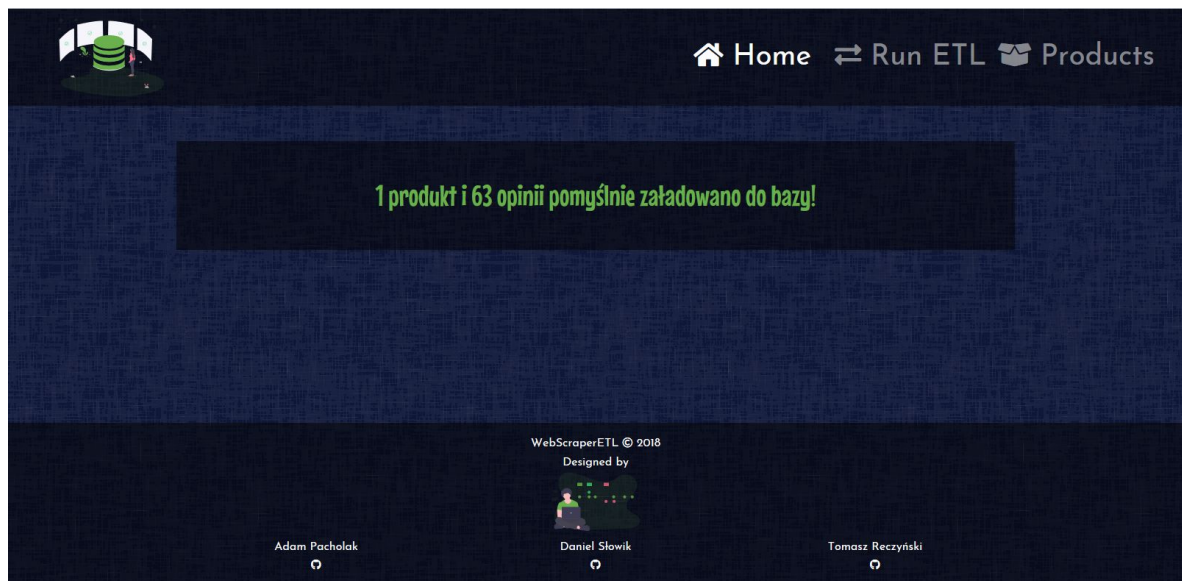 Home Run ETL Products
1 produkt i 63 opinii pomyślnie załadowano do bazy!
WebScraperETL © 2018
Designed by
Adam Pacholak Daniel Słowik Tomasz Reczyński